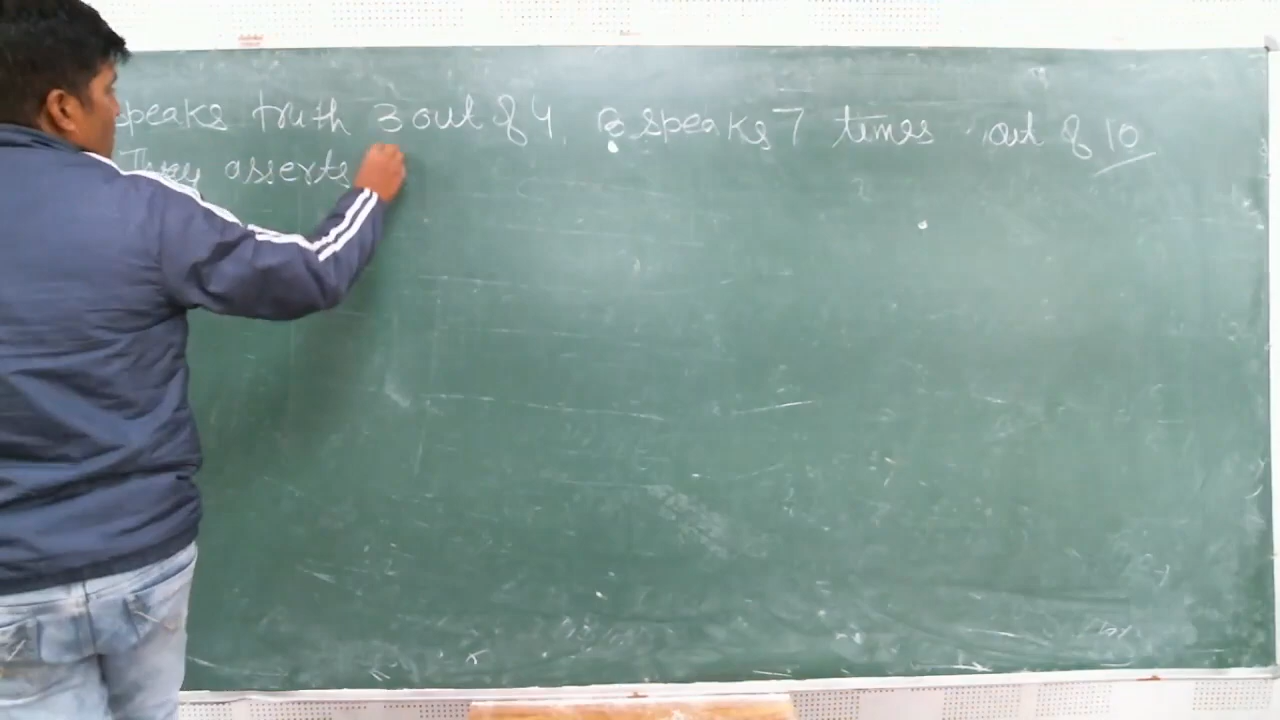 speaks truth 3 out of 4, B speaks 7 times out of 10
They asserts